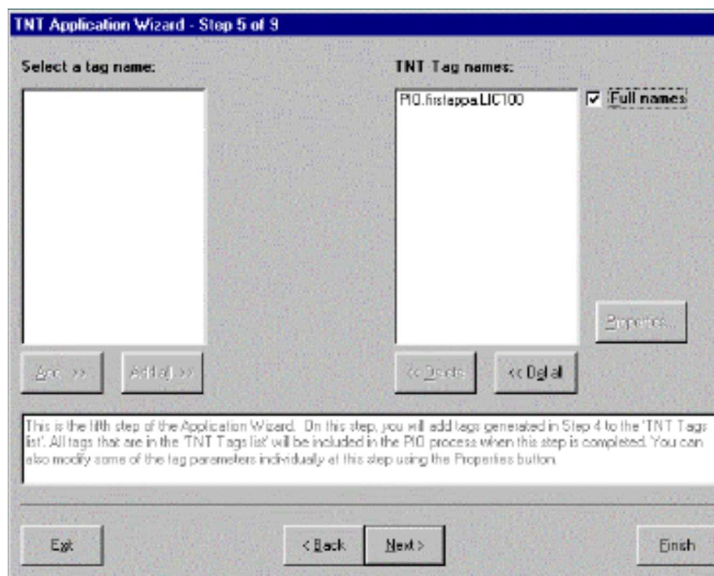 TNT Application Wizard - Step 5 of 9
Select a tag name:
TNT Tag names:
PIO.firstappa.LIC100
Full names
Properties...
Add >>
Add all >>
<< Delete
<< Del all
This is the fifth step of the Application Wizard. On this step, you will add tags generated in Step 4 to the 'TNT Tags
list'. All tags that are in the 'TNT Tags list' will be included in the PIO process when this step is completed. You can
also modify some of the tag parameters individually at this step using the Properties button.
Exit
< Back
Next >
Finish